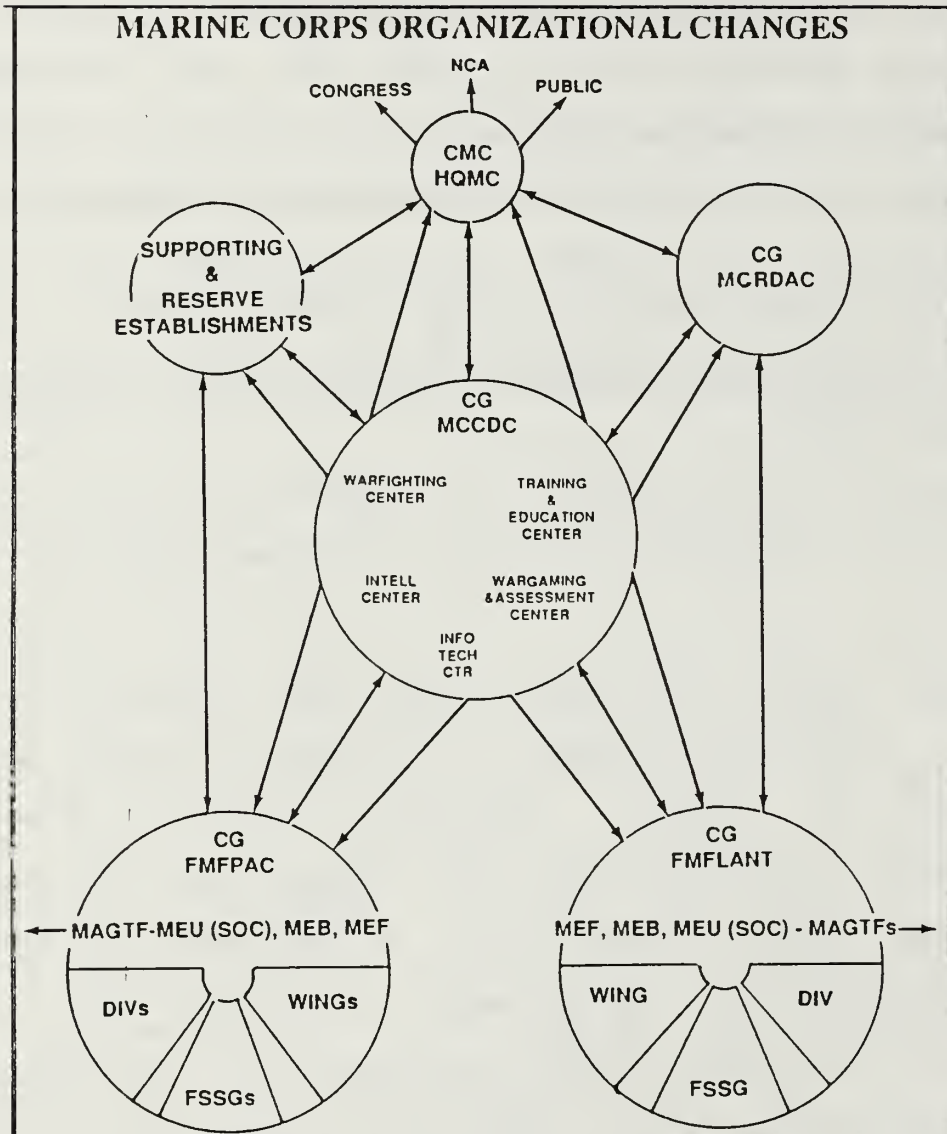 MARINE CORPS ORGANIZATIONAL CHANGES
NCA
CONGRESS
PUBLIC
CMC
HQMC
SUPPORTING
&
RESERVE
ESTABLISHMENTS
CG
MCRDAC
CG
MCCDC
WARFIGHTING
CENTER
TRAINING
&
EDUCATION
CENTER
INTELL
CENTER
WARGAMING
&ASSESSMENT
CENTER
INFO
TECH
CTR
CG
FMFPAC
MAGTF-MEU (SOC), MEB, MEF
DIVs
WINGs
FSSGs
CG
FMFLANT
MEF, MEB, MEU (SOC) - MAGTFs
WING
DIV
FSSG